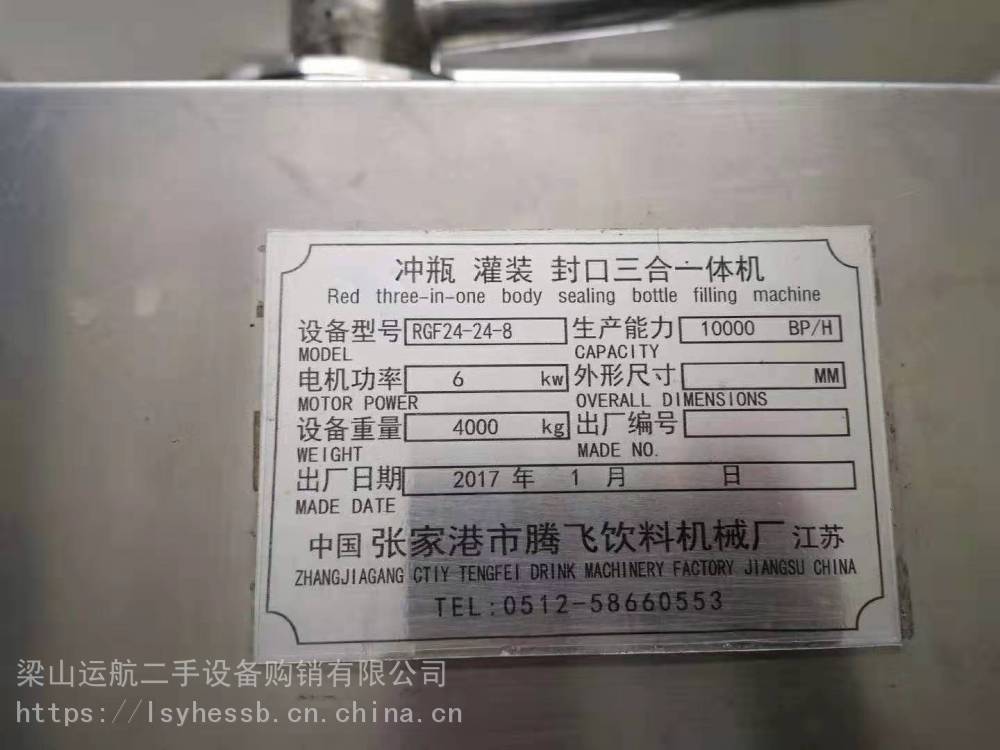 冲瓶 灌装 封口三合一体机
Red three-in-one body sealing bottle filling machine
设备型号 RGF24-24-8 生产能力 10000 BP/H
MODEL CAPACITY
电机功率 6 kw 外形尺寸 MM
MOTOR POWER OVERALL DIMENSIONS
设备重量 4000 kg 出厂编号
WEIGHT MADE NO.
出厂日期 2017 年 1 月 日
MADE DATE
中国 张家港市腾飞饮料机械厂 江苏
ZHANGJIAGANG CTIY TENGFEI DRINK MACHINERY FACTORY JIANGSU CHINA
TEL:0512-58660553
梁山运航二手设备购销有限公司
https://lsyhessb.cn.china.cn